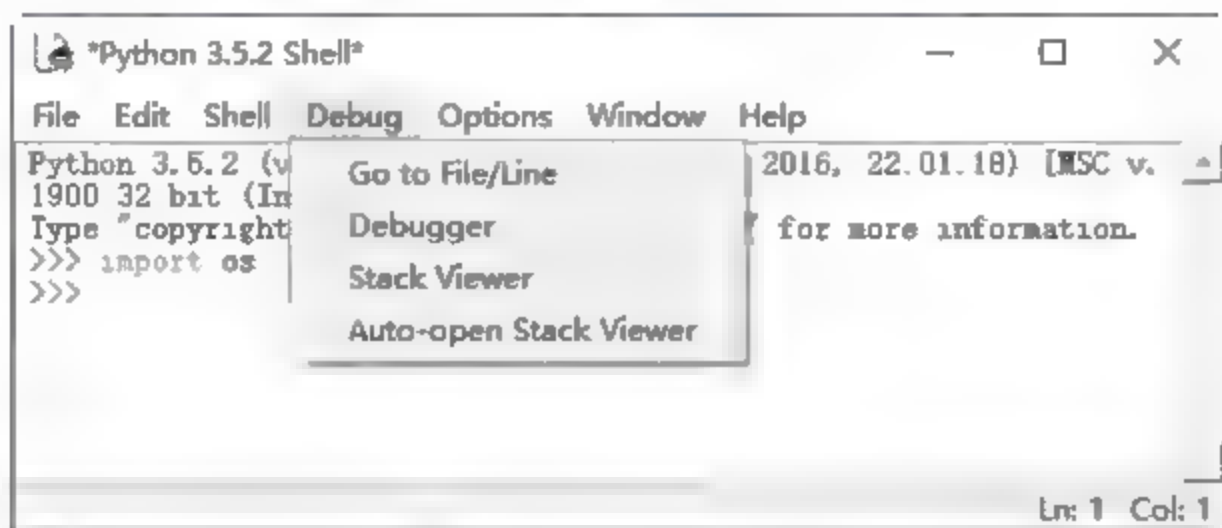 *Python 3.5.2 Shell*
File Edit Shell Debug Options Window Help
Python 3.5.2 (v
2016, 22.01.18) [MSC v.
1900 32 bit (In
Type "copyright
for more information.
>>> import os
>>>
Go to File/Line
Debugger
Stack Viewer
Auto-open Stack Viewer
Ln: 1 Col: 1